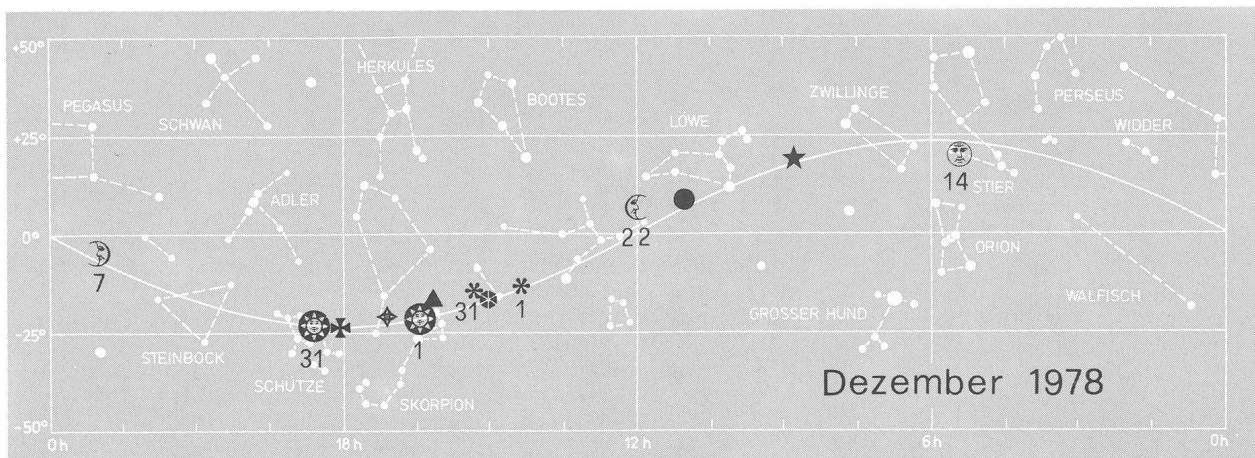 +50°
HERKULES
PEGASUS
SCHWAN
BOOTES
ZWILLINGE
PERSEUS
LÖWE
WIDDER
+25°
14
STIER
ADLER
0°
22
ORION
7
31
1
WALFISCH
GROSSER HUND
-25°
31
1
STEINBOCK
SCHÜTZE
SKORPION
Dezember 1978
-50°
0h
18h
12h
6h
0h